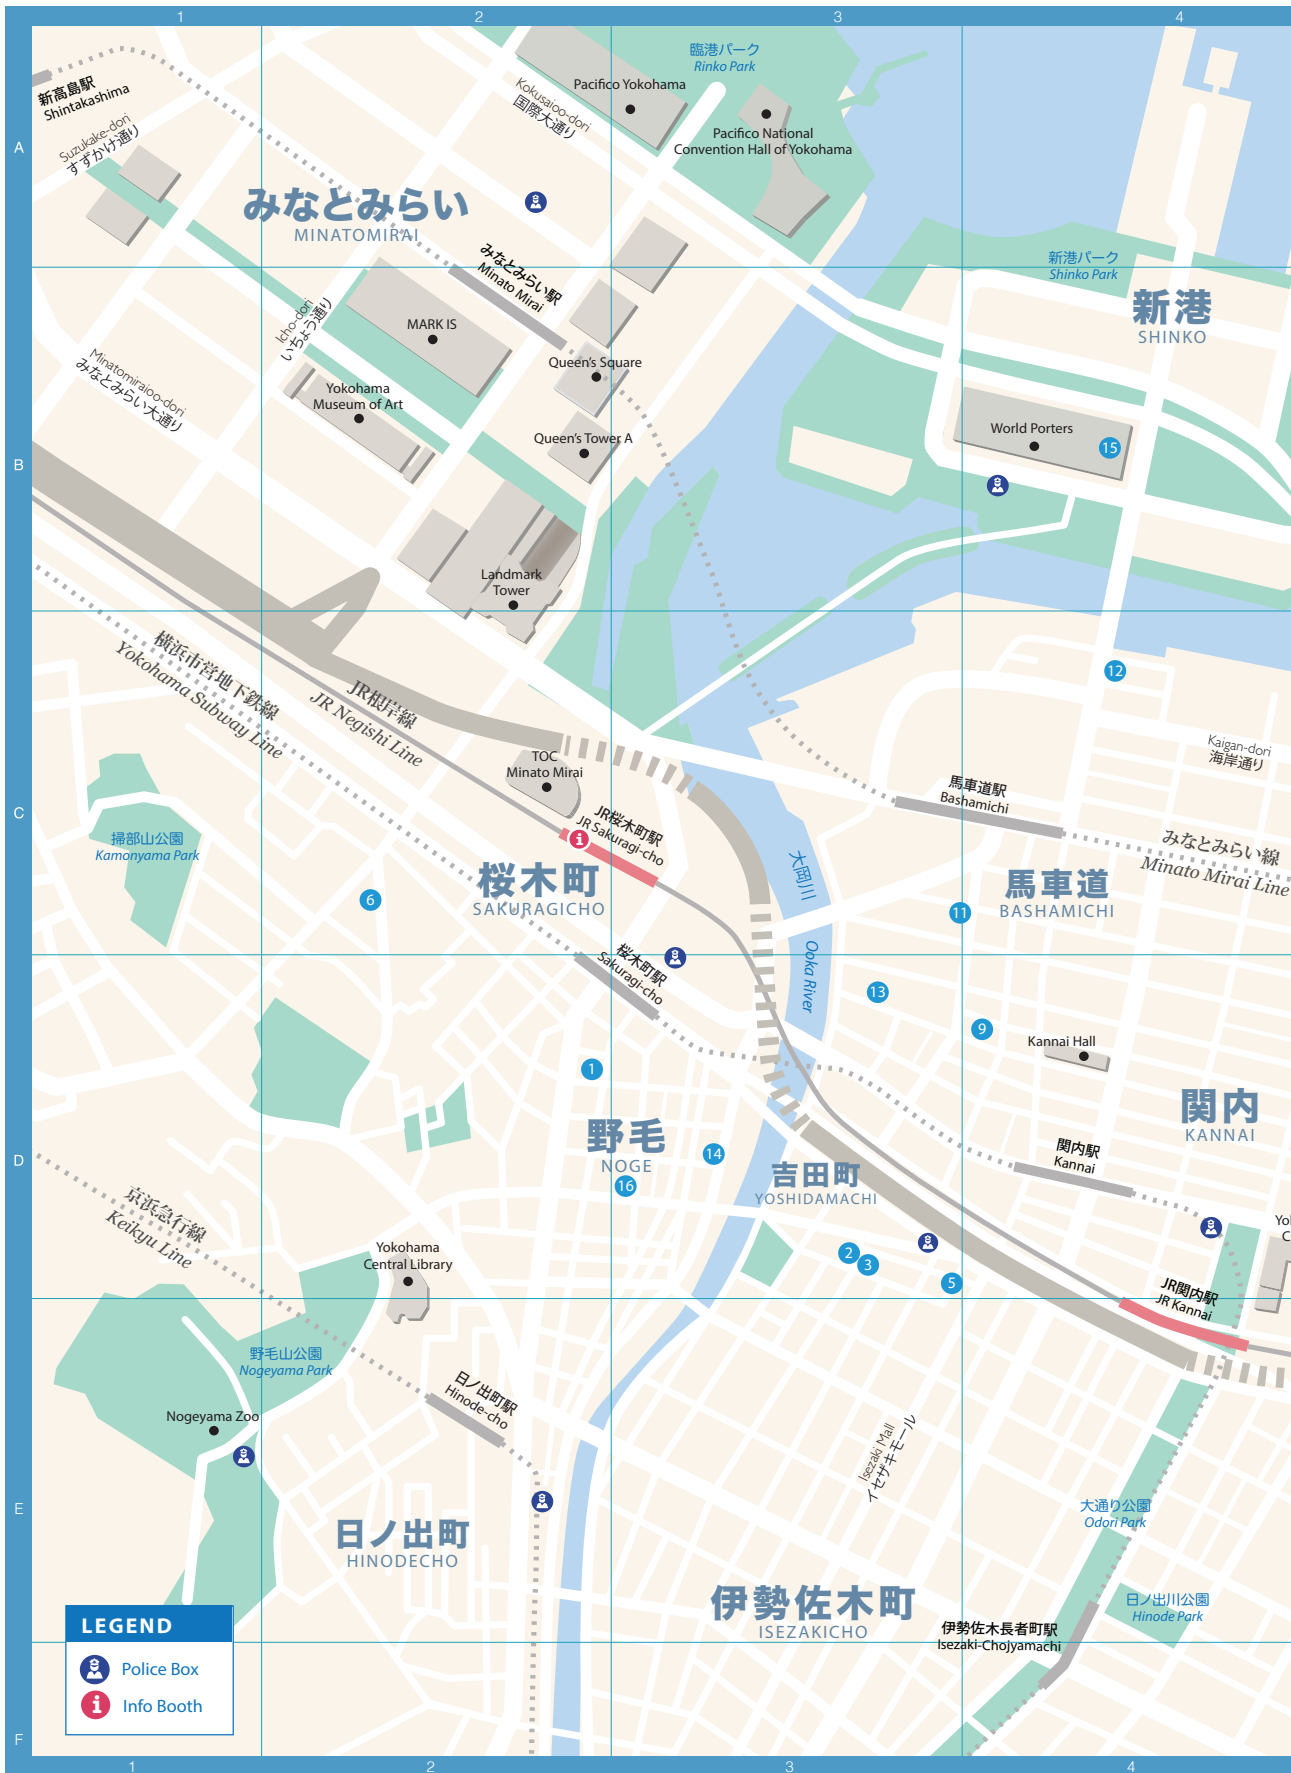 1
2
3
4
新高島駅
Shintakashima
Suzukake-dori
すずかけ通り
Kokusaioo-dori
国際大通り
Pacifico Yokohama
臨港パーク
Rinko Park
Pacifico National
Convention Hall of Yokohama
A
みなとみらい
MINATOMIRAI
みなとみらい駅
Minato Mirai
新港パーク
Shinko Park
新港
SHINKO
Icho-dori
いちょう通り
MARK IS
Queen's Square
Minatomiraioo-dori
みなとみらい大通り
Yokohama
Museum of Art
Queen's Tower A
World Porters
15
B
Landmark
Tower
横浜市営地下鉄線
Yokohama Subway Line
JR根岸線
JR Negishi Line
12
Kaigan-dori
海岸通り
TOC
Minato Mirai
馬車道駅
Bashamichi
C
掃部山公園
Kamonyama Park
JR桜木町駅
JR Sakuragi-cho
i
大岡川
Ooka River
みなとみらい線
Minato Mirai Line
桜木町
SAKURAGICHO
馬車道
BASHAMICHI
6
11
桜木町駅
Sakuragi-cho
13
9
Kannai Hall
1
関内
KANNAI
野毛
NOGE
14
16
吉田町
YOSHIDAMACHI
関内駅
Kannai
D
京浜急行線
Keikyu Line
Yokohama
Central Library
2
3
5
JR関内駅
JR Kannai
野毛山公園
Nogeyama Park
Nogeyama Zoo
日ノ出町駅
Hinode-cho
Isezaki Mall
イセザキモール
E
大通り公園
Odori Park
日ノ出町
HINODECHO
伊勢佐木町
ISEZAKICHO
日ノ出川公園
Hinode Park
伊勢佐木長者町駅
Isezaki-Chojyamachi
LEGEND
Police Box
i Info Booth
F
1
2
3
4